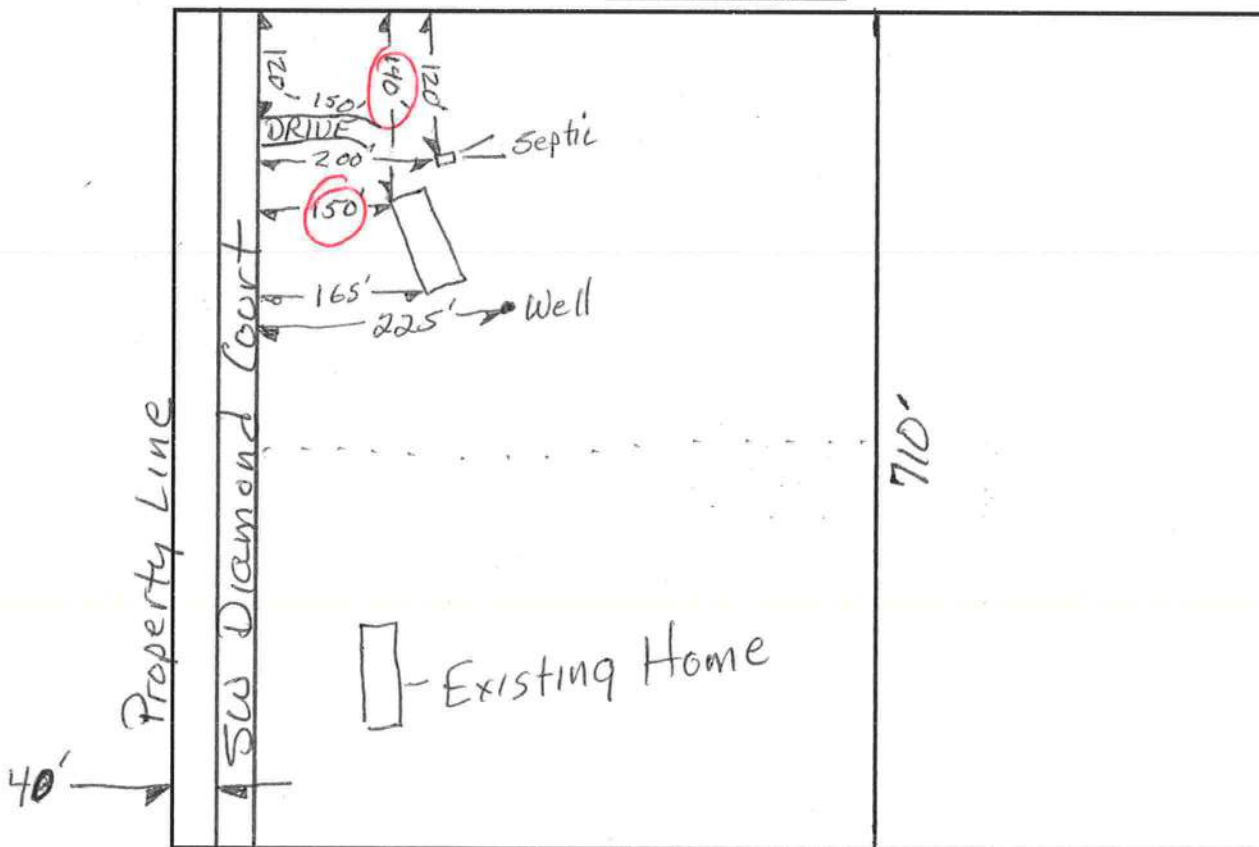 120'
140'
120'
150'
DRIVE
200'
Septic
150'
165'
225'
Well
Property Line
SW Diamond Court
710'
Existing Home
40'